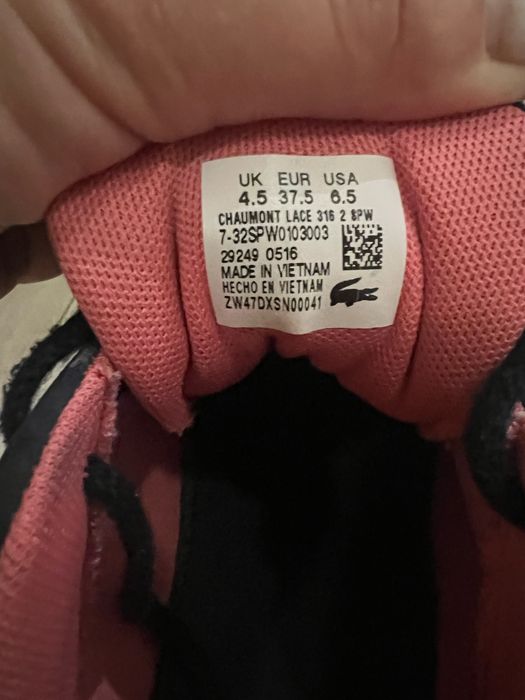 UK EUR USA
4.5 37.5 6.5
CHAUMONT LACE 316 2 SPW
7-32SPW0103003
29249 0516
MADE IN VIETNAM
HECHO EN VIETNAM
ZW47DXSN00041